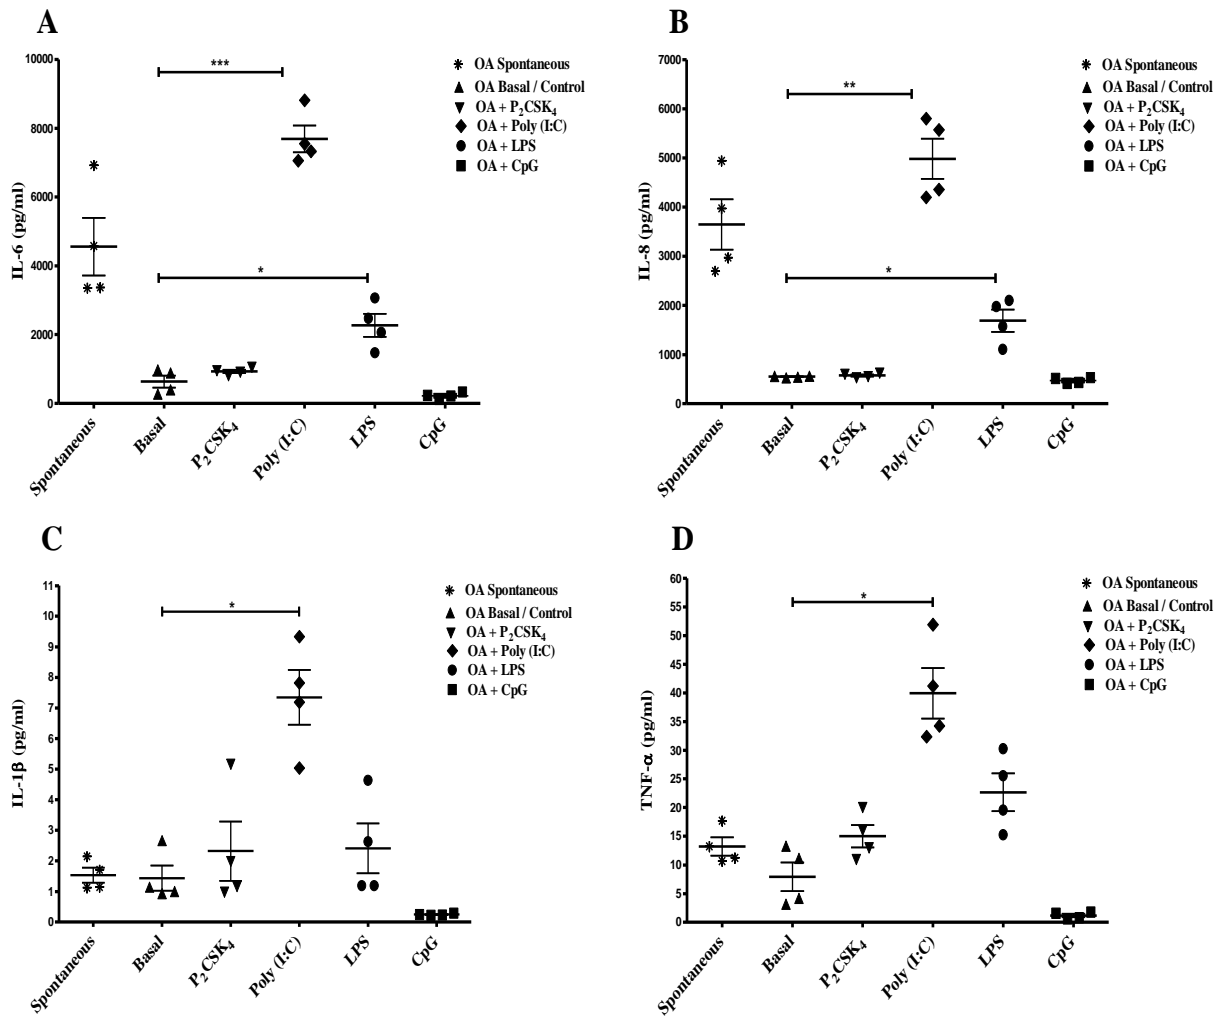 A
IL-6 (pg/ml)
10000
8000
6000
4000
2000
0
***
*
Spontaneous
Basal
P₂CSK₄
Poly (I:C)
LPS
CpG
OA Spontaneous
OA Basal / Control
OA + P₂CSK₄
OA + Poly (I:C)
OA + LPS
OA + CpG
B
IL-8 (pg/ml)
7000
6000
5000
4000
3000
2000
1000
0
**
*
Spontaneous
Basal
P₂CSK₄
Poly (I:C)
LPS
CpG
OA Spontaneous
OA Basal / Control
OA + P₂CSK₄
OA + Poly (I:C)
OA + LPS
OA + CpG
C
IL-1β (pg/ml)
11
10
9
8
7
6
5
4
3
2
1
0
*
Spontaneous
Basal
P₂CSK₄
Poly (I:C)
LPS
CpG
OA Spontaneous
OA Basal / Control
OA + P₂CSK₄
OA + Poly (I:C)
OA + LPS
OA + CpG
D
TNF-α (pg/ml)
60
55
50
45
40
35
30
25
20
15
10
5
0
*
Spontaneous
Basal
P₂CSK₄
Poly (I:C)
LPS
CpG
OA Spontaneous
OA Basal / Control
OA + P₂CSK₄
OA + Poly (I:C)
OA + LPS
OA + CpG